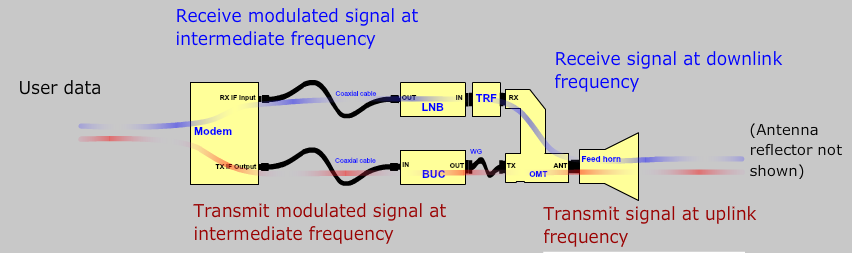 Receive modulated signal at
intermediate frequency
Receive signal at downlink
frequency
User data
RX IF Input
Coaxial cable
OUT
IN
LNB
TRF
RX
Modem
(Antenna
reflector not
shown)
TX IF Output
Coaxial cable
IN
OUT
BUC
WG
TX
ANT
OMT
Feed horn
Transmit modulated signal at
intermediate frequency
Transmit signal at uplink
frequency